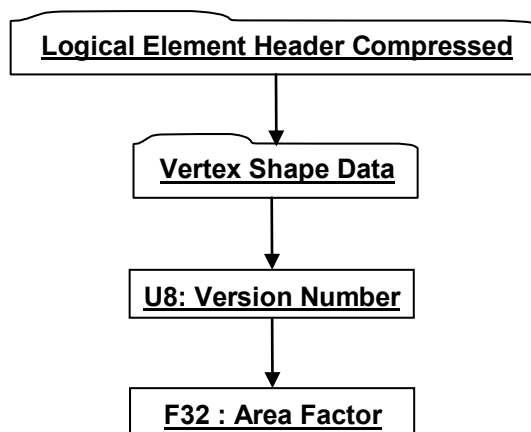 Logical Element Header Compressed
Vertex Shape Data
U8: Version Number
F32 : Area Factor